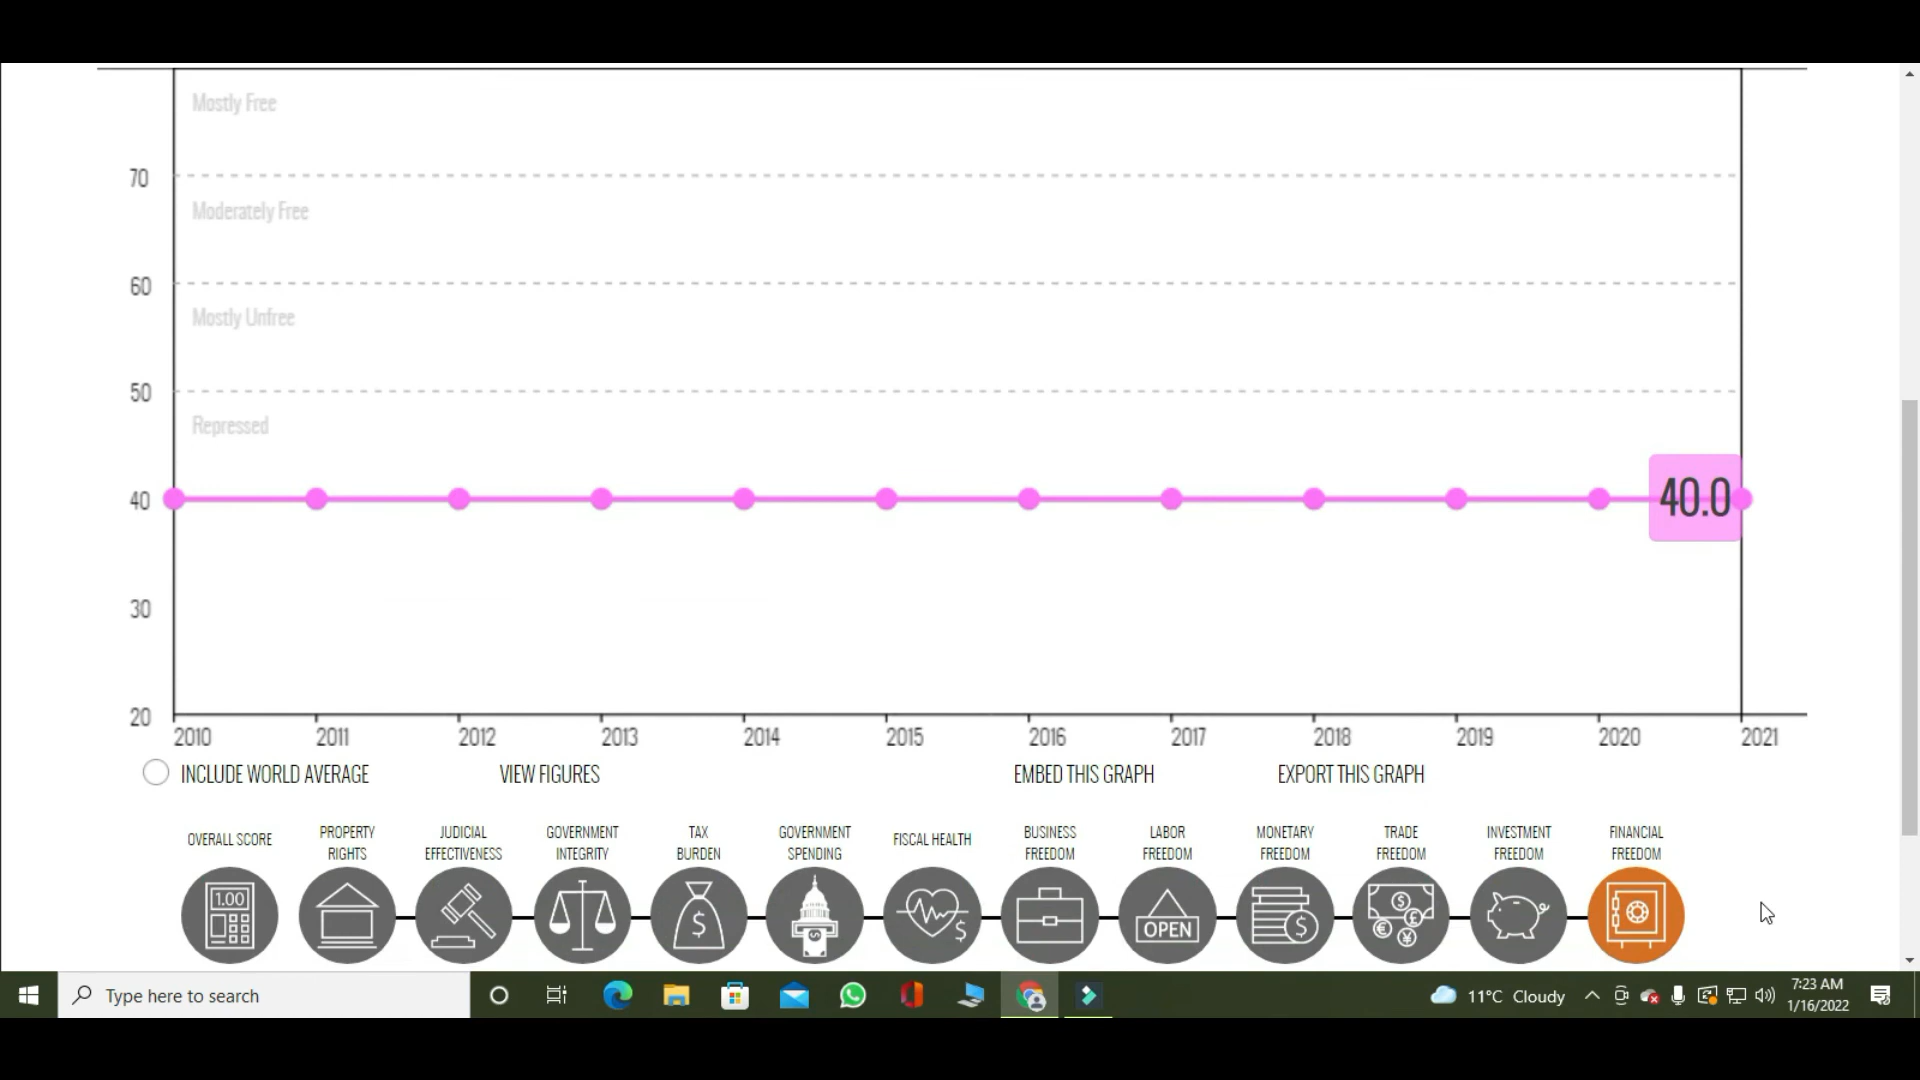 Mostly Free
70
Moderately Free
60
Mostly Unfree
50
Repressed
40
40.0
30
20
2010 2011 2012 2013 2014 2015 2016 2017 2018 2019 2020 2021
INCLUDE WORLD AVERAGE VIEW FIGURES EMBED THIS GRAPH EXPORT THIS GRAPH
OVERALL SCORE
PROPERTY
RIGHTS
JUDICIAL
EFFECTIVENESS
GOVERNMENT
INTEGRITY
TAX
BURDEN
GOVERNMENT
SPENDING
FISCAL HEALTH
BUSINESS
FREEDOM
LABOR
FREEDOM
MONETARY
FREEDOM
TRADE
FREEDOM
INVESTMENT
FREEDOM
FINANCIAL
FREEDOM
1.00
$
$
OPEN
$
$
£
€
¥
Type here to search
11°C Cloudy
7:23 AM
1/16/2022